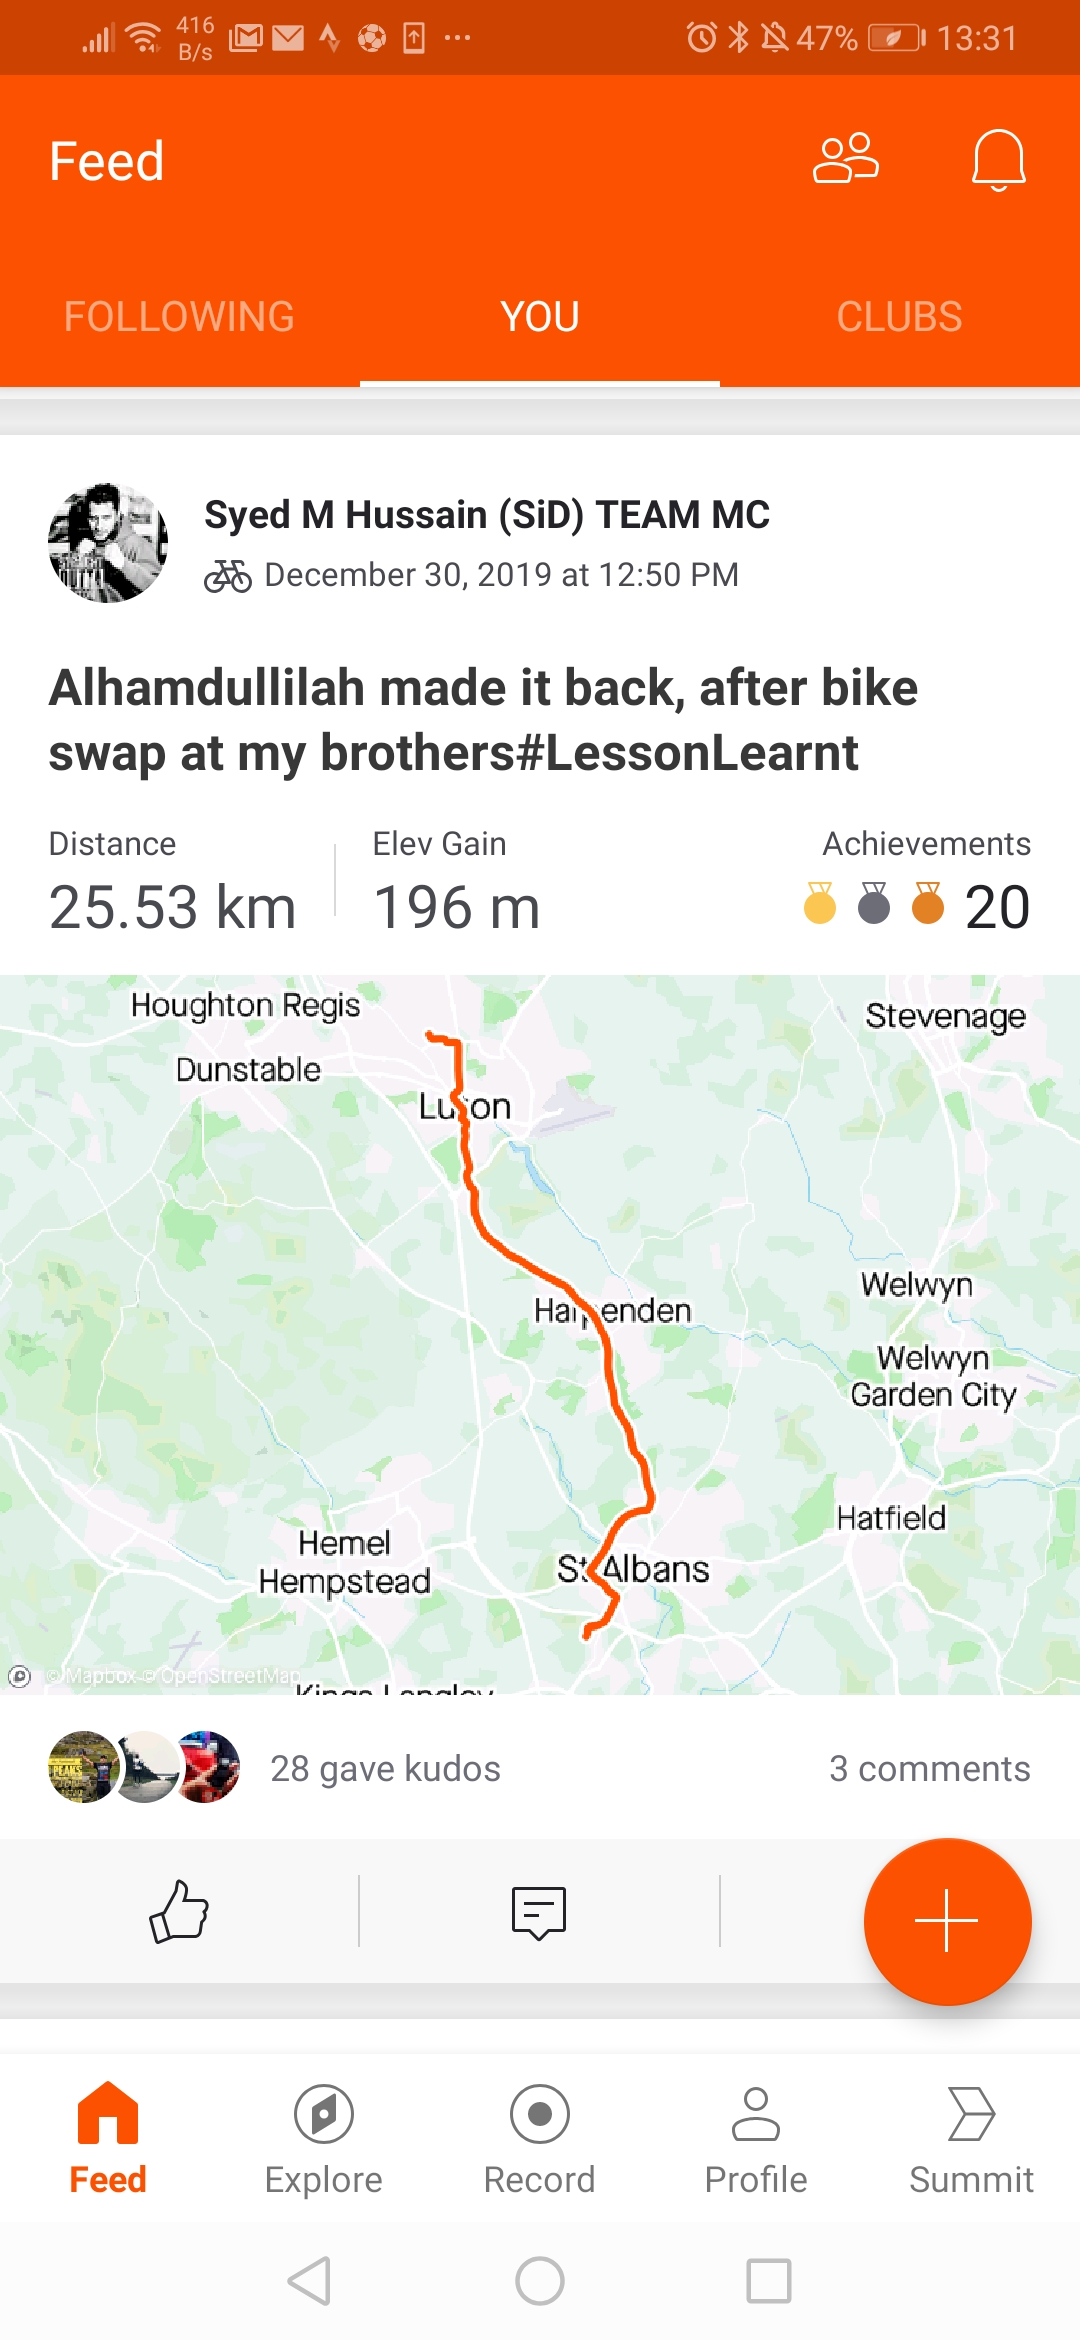 416
B/s
47%
13:31
Feed
FOLLOWING
YOU
CLUBS
Syed M Hussain (SiD) TEAM MC
December 30, 2019 at 12:50 PM
Alhamdullilah made it back, after bike
swap at my brothers#LessonLearnt
Distance
Elev Gain
Achievements
25.53 km
196 m
20
Houghton Regis
Stevenage
Dunstable
Luton
Welwyn
Harpenden
Welwyn
Garden City
Hatfield
Hemel
Hempstead
St Albans
© Mapbox © OpenStreetMap
Kings Langley
PEAKS
28 gave kudos
3 comments
Feed
Explore
Record
Profile
Summit